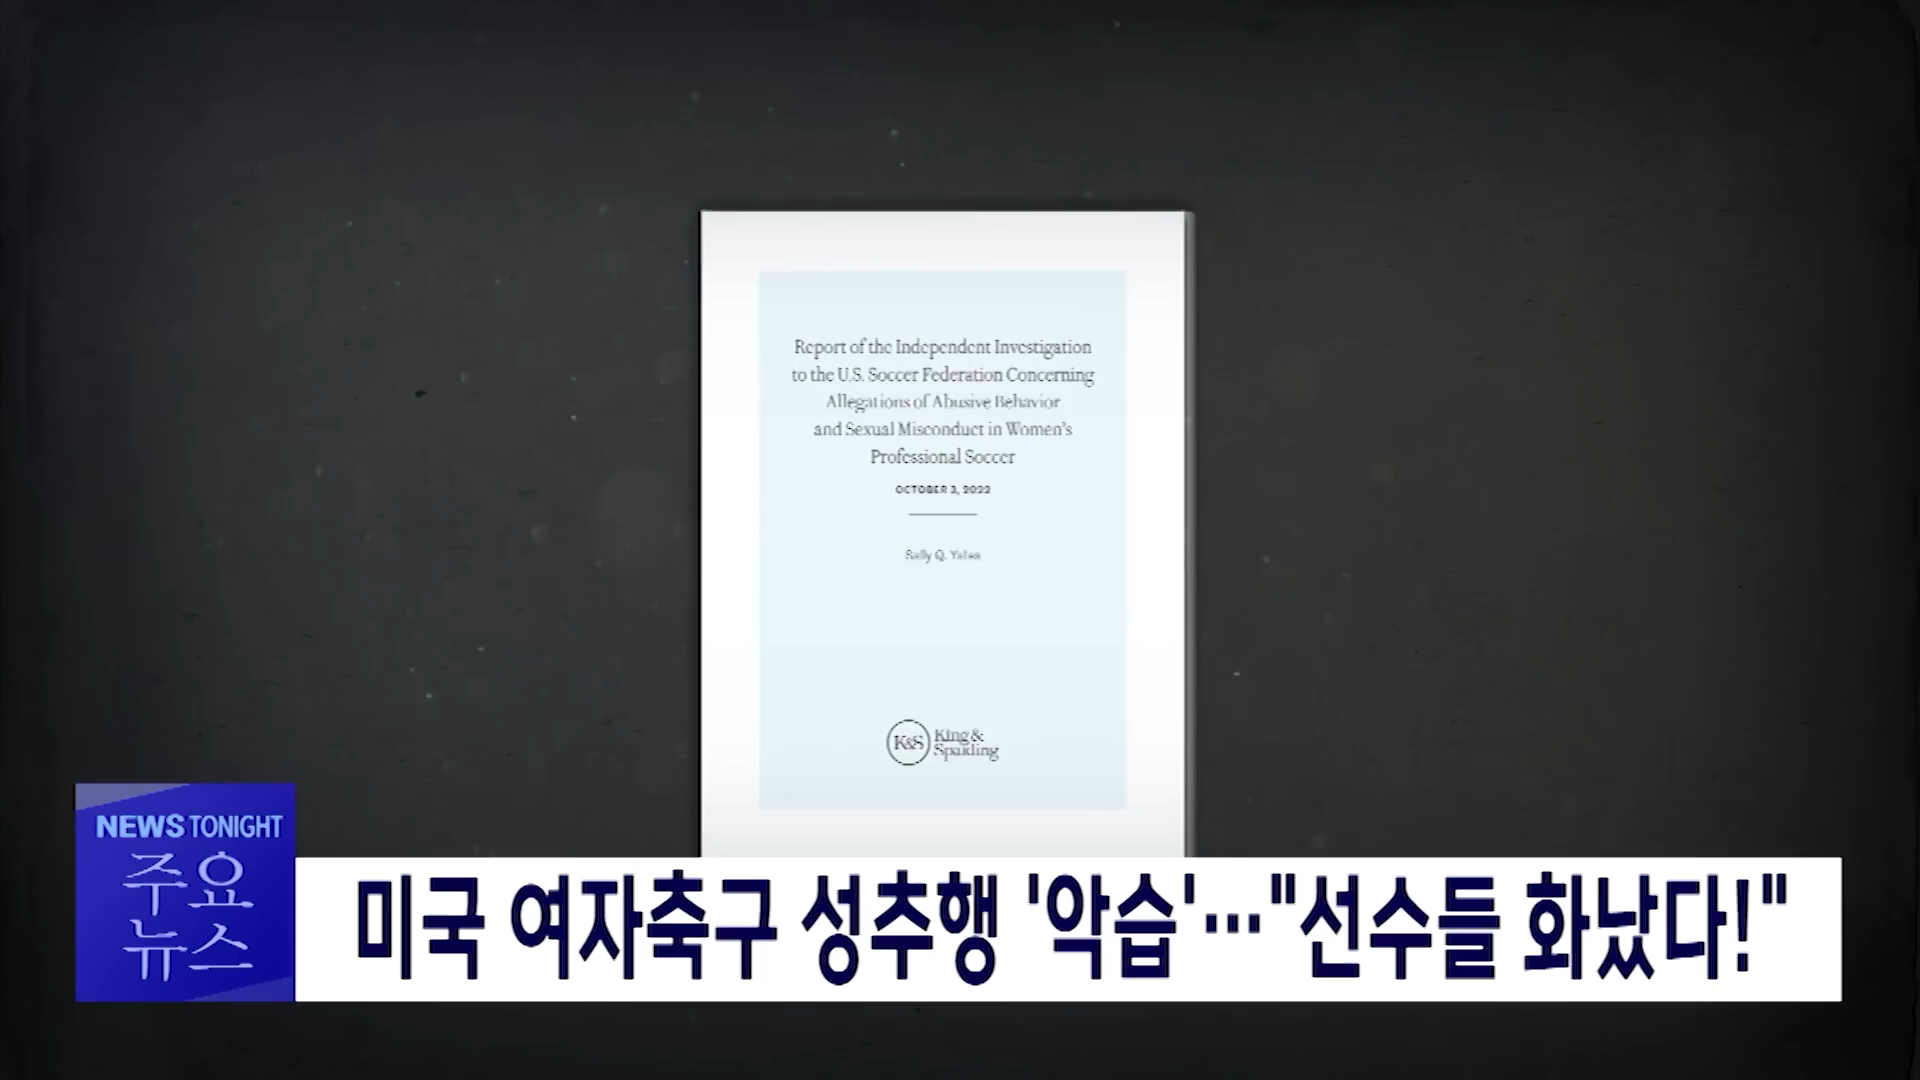 Report of the Independent Investigation
to the U.S. Soccer Federation Concerning
Allegations of Abusive Behavior
and Sexual Misconduct in Women's
Professional Soccer
OCTOBER 3, 2022
Sally Q. Yates
K&S King &
Spalding
NEWS TONIGHT
주요
뉴스
미국 여자축구 성추행 '악습'…"선수들 화났다!"